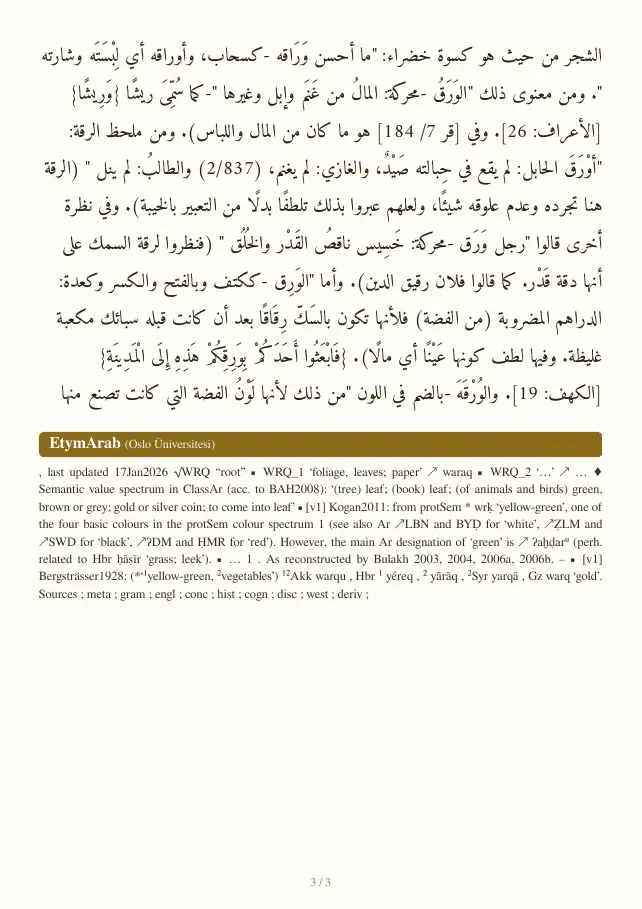 الشجر من حيث هو كسوة خضراء: "ما أحسن وَرَاقه -كسحاب، وأوراقه أي لِبْسَتَه وشارته
". ومن معنوى ذلك "الوَرَقُ -محركة: المالُ من غَنَم وإبل وغيرها "-كما سُمِّىَ ريشًا {وَرِيشًا}
[الأعراف: 26]. وفي [قر 7/ 184] هو ما كان من المال واللباس). ومن ملحظ الرقة:
"أَوْرَقَ الحابل: لم يقع في حِبالته صَيْدٌ، والغازي: لم يغنم، (2/837) والطالبُ: لم ينل " (الرقة
هنا تجرده وعدم علوقه شيئًا، ولعلهم عبروا بذلك تلطفًا بدلًا من التعبير بالخيبة). وفي نظرة
أخرى قالوا "رجل وَرَق -محركة: خَسِيس ناقصُ القَدْر والخُلُق " (فنظروا لرقة السمك على
أنها دقة قَدْر. كما قالوا فلان رقيق الدين). وأما "الوَرِق -ككتف وبالفتح والكسر وكعدة:
الدراهم المضروبة (من الفضة) فلأنها تكون بالسَكّ رِقَاقًا بعد أن كانت قبله سبائك مكعبة
غليظة. وفيها لطف كونها عَيْنًا أي مالًا). {فَابْعَثُوا أَحَدَكُمْ بِوَرِقِكُمْ هَذِهِ إِلَى الْمَدِينَةِ}
[الكهف: 19]. والوُرْقَة -بالضم في اللون "من ذلك لأنها لَوْنُ الفضة التي كانت تصنع منها
EtymArab (Oslo Üniversitesi)
, last updated 17Jan2026 √WRQ “root” ▪ WRQ_1 ‘foliage, leaves; paper’ ↗ waraq ▪ WRQ_2 ‘…’ ↗ … ♦
Semantic value spectrum in ClassAr (acc. to BAH2008): ‘(tree) leaf; (book) leaf; (of animals and birds) green,
brown or grey; gold or silver coin; to come into leaf’ ▪ [v1] Kogan2011: from protSem * wrḳ ‘yellow-green’, one of
the four basic colours in the protSem colour spectrum 1 (see also Ar ↗LBN and BYḌ for ‘white’, ↗ẒLM and
↗SWD for ‘black’, ↗ʔDM and ḤMR for ‘red’). However, the main Ar designation of ‘green’ is ↗ ʔaḫḍarᵘ (perh.
related to Hbr ḥāṣīr ‘grass; leek’). ▪ … 1 . As reconstructed by Bulakh 2003, 2004, 2006a, 2006b. – ▪ [v1]
Bergsträsser1928: (*‘¹yellow-green, ²vegetables’) ¹²Akk warqu , Hbr ¹ yéreq , ² yārāq , ²Syr yarqā , Gz warq ‘gold’.
Sources ; meta ; gram ; engl ; conc ; hist ; cogn ; disc ; west ; deriv ;
3 / 3